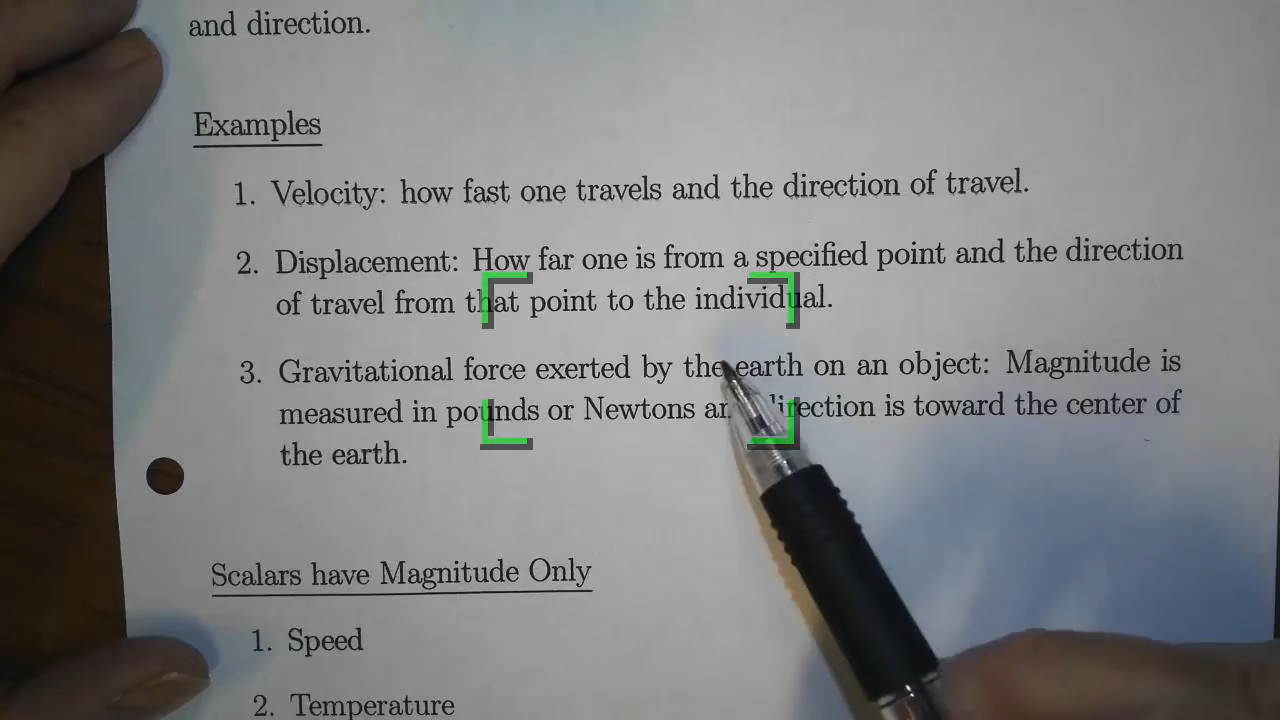 and direction.
Examples
1. Velocity: how fast one travels and the direction of travel.
2. Displacement: How far one is from a specified point and the direction
of travel from that point to the individual.
3. Gravitational force exerted by the earth on an object: Magnitude is
measured in pounds or Newtons direction is toward the center of
the earth.
Scalars have Magnitude Only
1. Speed
2. Temperature